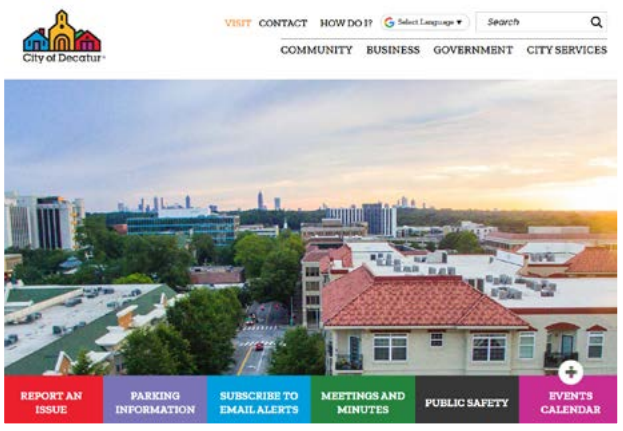 VISIT CONTACT HOW DO I? Select Language ▼ Search
City of Decatur
COMMUNITY BUSINESS GOVERNMENT CITY SERVICES
REPORT AN
ISSUE
PARKING
INFORMATION
SUBSCRIBE TO
EMAIL ALERTS
MEETINGS AND
MINUTES
PUBLIC SAFETY
EVENTS
CALENDAR